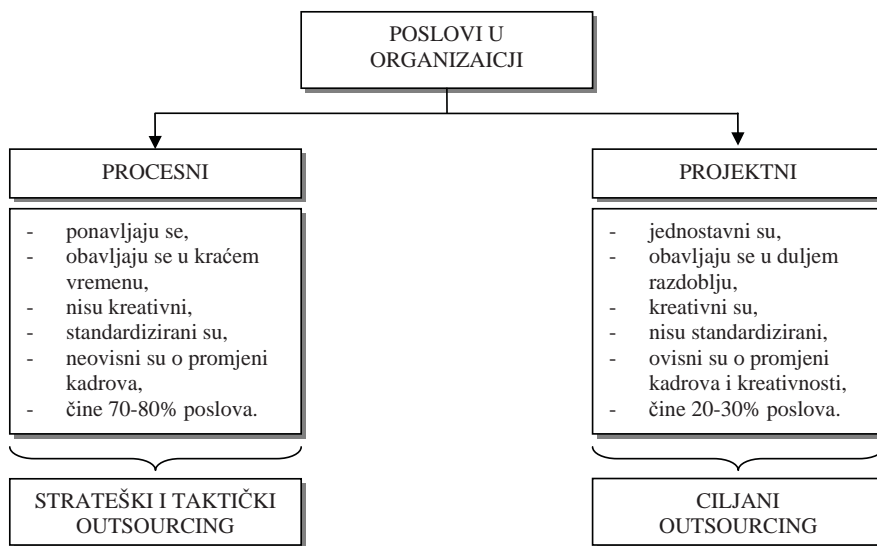 POSLOVI U
ORGANIZAICJI
PROCESNI
- ponavljaju se,
- obavljaju se u kraćem
vremenu,
- nisu kreativni,
- standardizirani su,
- neovisni su o promjeni
kadrova,
- čine 70-80% poslova.
STRATEŠKI I TAKTIČKI
OUTSOURCING
PROJEKTNI
- jednostavni su,
- obavljaju se u duljem
razdoblju,
- kreativni su,
- nisu standardizirani,
- ovisni su o promjeni
kadrova i kreativnosti,
- čine 20-30% poslova.
CILJANI
OUTSOURCING